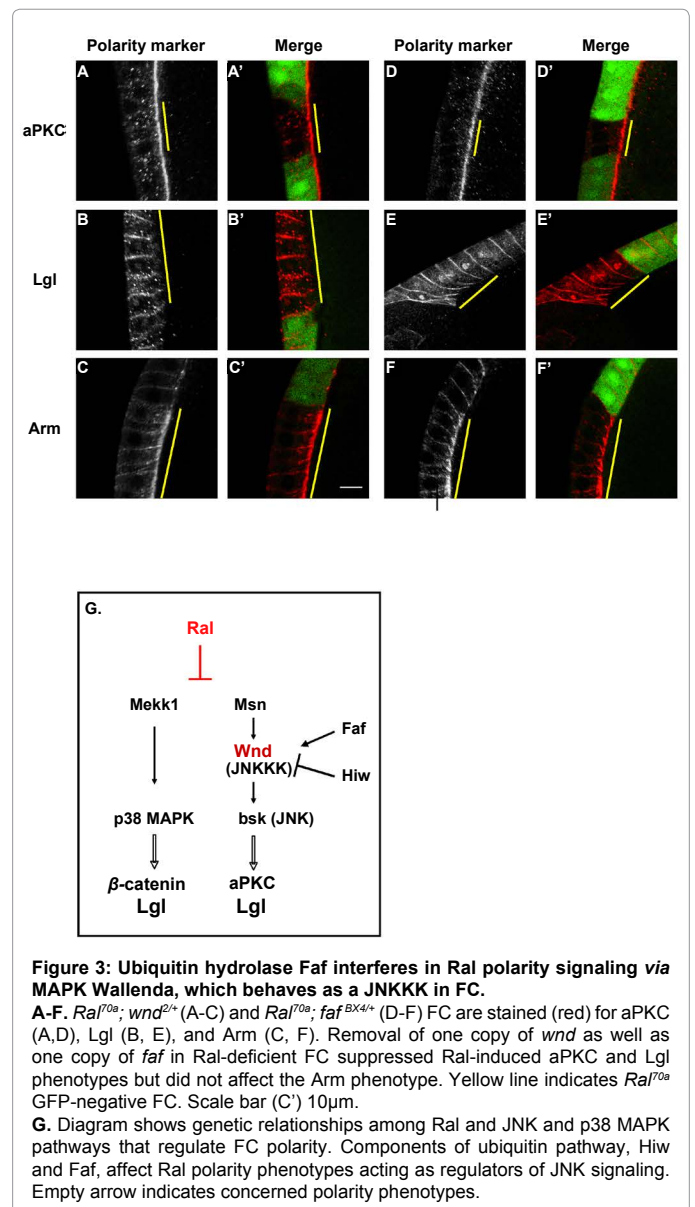 Polarity marker Merge Polarity marker Merge
A A' D D'
aPKC
B B' E E'
Lgl
C C' F F'
Arm
G.
Ral
Mekk1 Msn
Faf
Wnd
(JNKKK)
Hiw
p38 MAPK bsk (JNK)
β-catenin aPKC
Lgl Lgl
Figure 3: Ubiquitin hydrolase Faf interferes in Ral polarity signaling via
MAPK Wallenda, which behaves as a JNKKK in FC.
A-F. Ral70a; wnd2/+ (A-C) and Ral70a; faf BX4/+ (D-F) FC are stained (red) for aPKC
(A,D), Lgl (B, E), and Arm (C, F). Removal of one copy of wnd as well as
one copy of faf in Ral-deficient FC suppressed Ral-induced aPKC and Lgl
phenotypes but did not affect the Arm phenotype. Yellow line indicates Ral70a
GFP-negative FC. Scale bar (C') 10µm.
G. Diagram shows genetic relationships among Ral and JNK and p38 MAPK
pathways that regulate FC polarity. Components of ubiquitin pathway, Hiw
and Faf, affect Ral polarity phenotypes acting as regulators of JNK signaling.
Empty arrow indicates concerned polarity phenotypes.